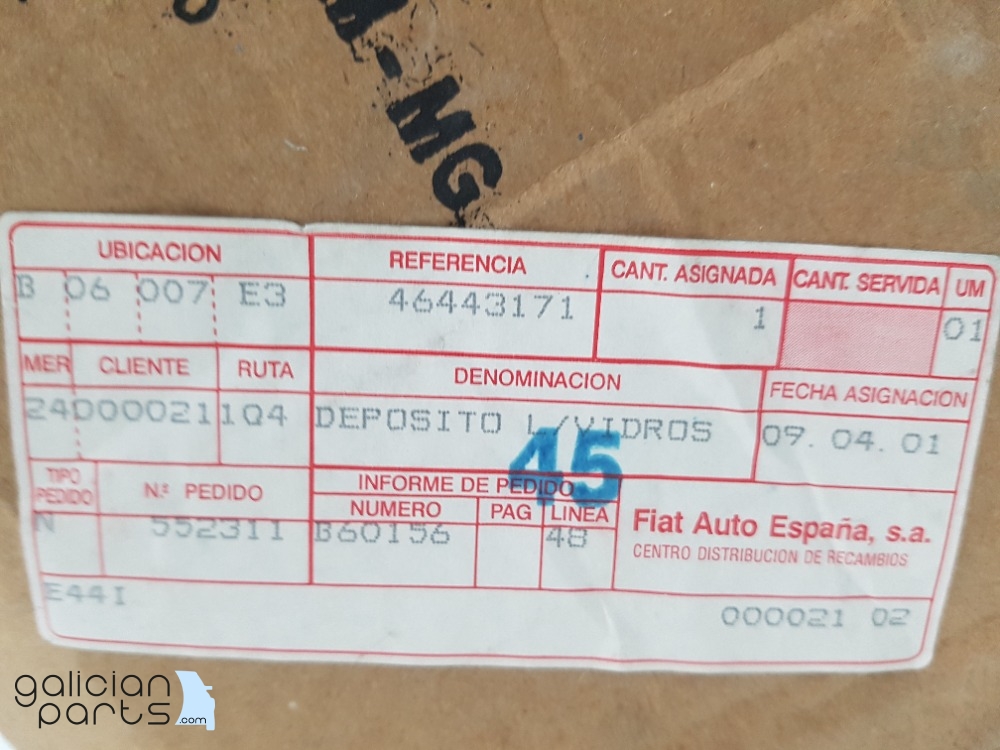 M-MG
UBICACION
B 06 007 E3
REFERENCIA
46443171
CANT. ASIGNADA
1
CANT. SERVIDA
UM
01
MER
24
CLIENTE
D000021
RUTA
1Q4
DENOMINACION
DEPOSITO L/VIDROS
FECHA ASIGNACION
09. 04. 01
45
TIPO
PEDIDO
N
N.º PEDIDO
552311
INFORME DE PEDIDO
NUMERO
B60156
PAG
LINEA
48
Fiat Auto España, s.a.
CENTRO DISTRIBUCION DE RECAMBIOS
E44I
000021 02
galician
parts.com